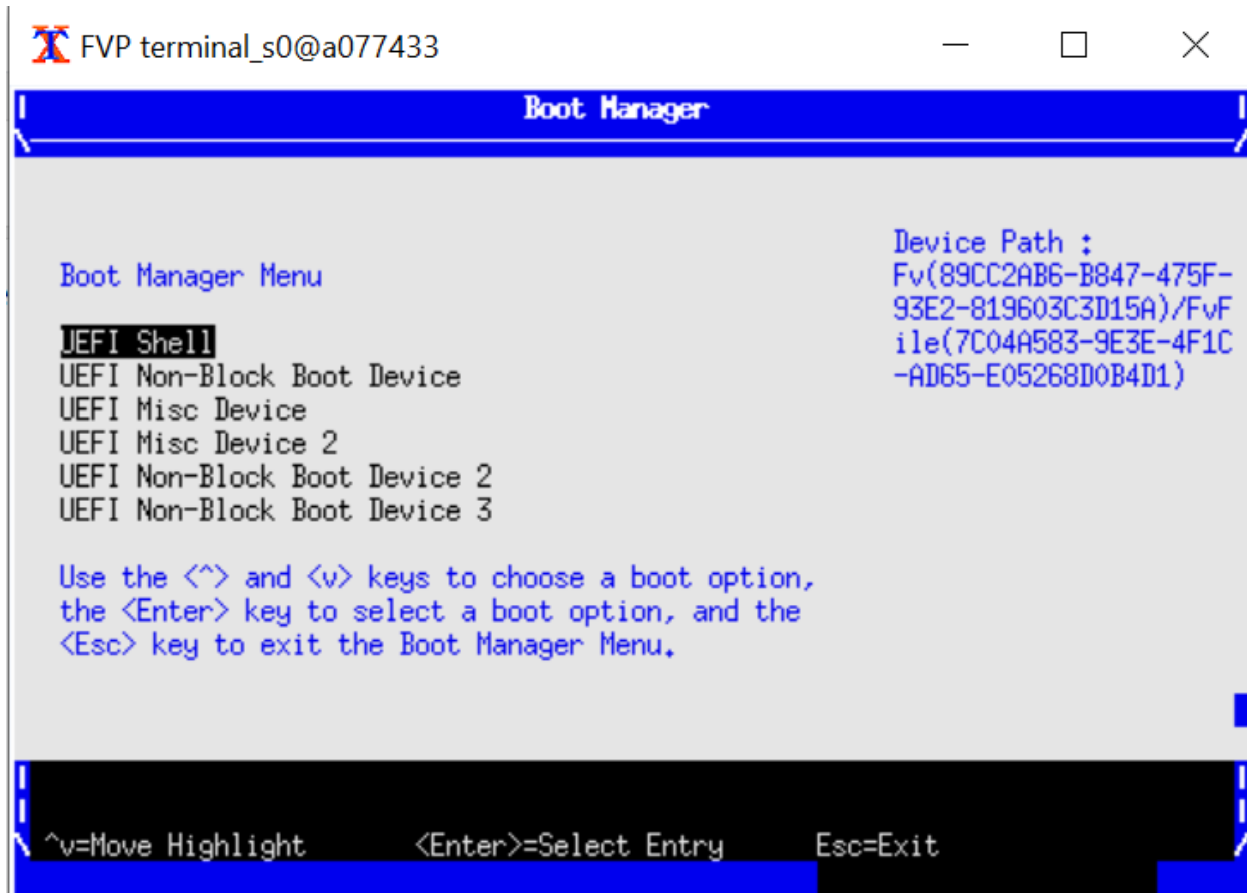 FVP terminal_s0@a077433
Boot Manager
Boot Manager Menu
UEFI Shell
UEFI Non-Block Boot Device
UEFI Misc Device
UEFI Misc Device 2
UEFI Non-Block Boot Device 2
UEFI Non-Block Boot Device 3
Use the <^> and <v> keys to choose a boot option,
the <Enter> key to select a boot option, and the
<Esc> key to exit the Boot Manager Menu.
Device Path :
Fv(89CC2AB6-B847-475F-
93E2-819603C3D15A)/FvF
ile(7C04A583-9E3E-4F1C
-AD65-E05268D0B4D1)
^v=Move Highlight <Enter>=Select Entry Esc=Exit